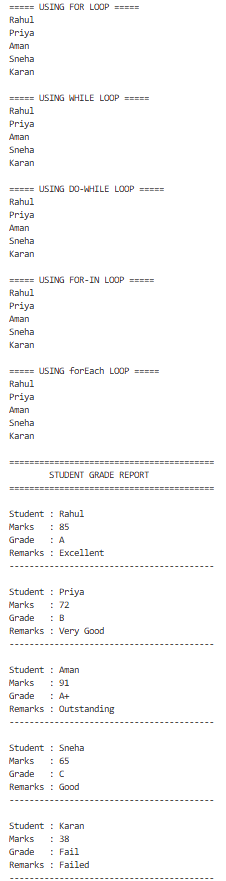 ===== USING FOR LOOP =====
Rahul
Priya
Aman
Sneha
Karan

===== USING WHILE LOOP =====
Rahul
Priya
Aman
Sneha
Karan

===== USING DO-WHILE LOOP =====
Rahul
Priya
Aman
Sneha
Karan

===== USING FOR-IN LOOP =====
Rahul
Priya
Aman
Sneha
Karan

===== USING forEach LOOP =====
Rahul
Priya
Aman
Sneha
Karan

=========================================
        STUDENT GRADE REPORT
=========================================

Student : Rahul
Marks   : 85
Grade   : A
Remarks : Excellent
-----------------------------------------

Student : Priya
Marks   : 72
Grade   : B
Remarks : Very Good
-----------------------------------------

Student : Aman
Marks   : 91
Grade   : A+
Remarks : Outstanding
-----------------------------------------

Student : Sneha
Marks   : 65
Grade   : C
Remarks : Good
-----------------------------------------

Student : Karan
Marks   : 38
Grade   : Fail
Remarks : Failed
-----------------------------------------